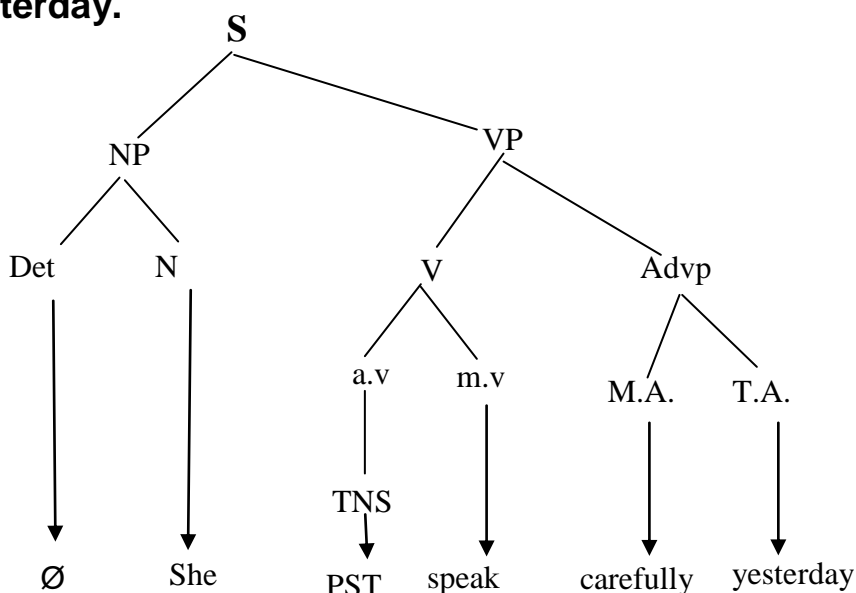 terday.
S
NP VP
Det N V Advp
a.v m.v M.A. T.A.
TNS
Ø She PST speak carefully yesterday